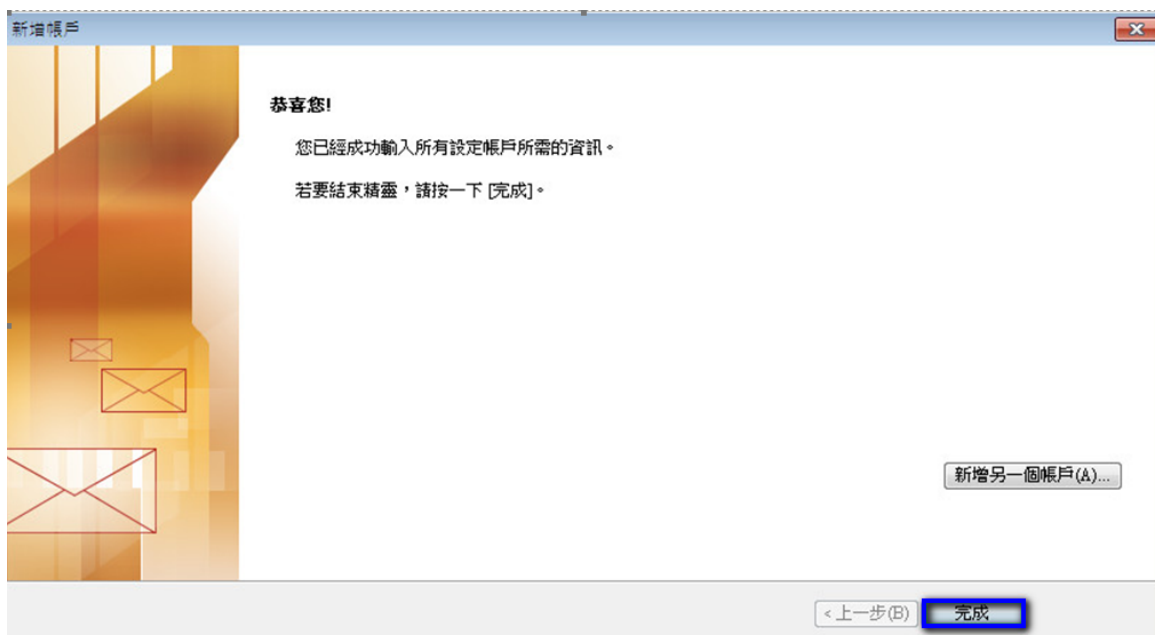 新增帳戶
恭喜您!
您已經成功輸入所有設定帳戶所需的資訊。
若要結束精靈，請按一下 [完成]。
新增另一個帳戶(A)...
<上一步(B)
完成